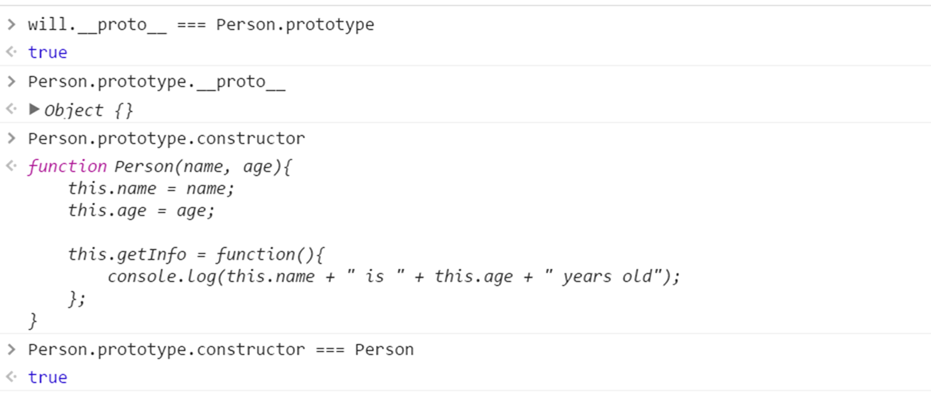 > will.__proto__ === Person.prototype
< true
> Person.prototype.__proto__
< ▶ Object {}
> Person.prototype.constructor
< function Person(name, age){
    this.name = name;
    this.age = age;

    this.getInfo = function(){
        console.log(this.name + " is " + this.age + " years old");
    };
}
> Person.prototype.constructor === Person
< true